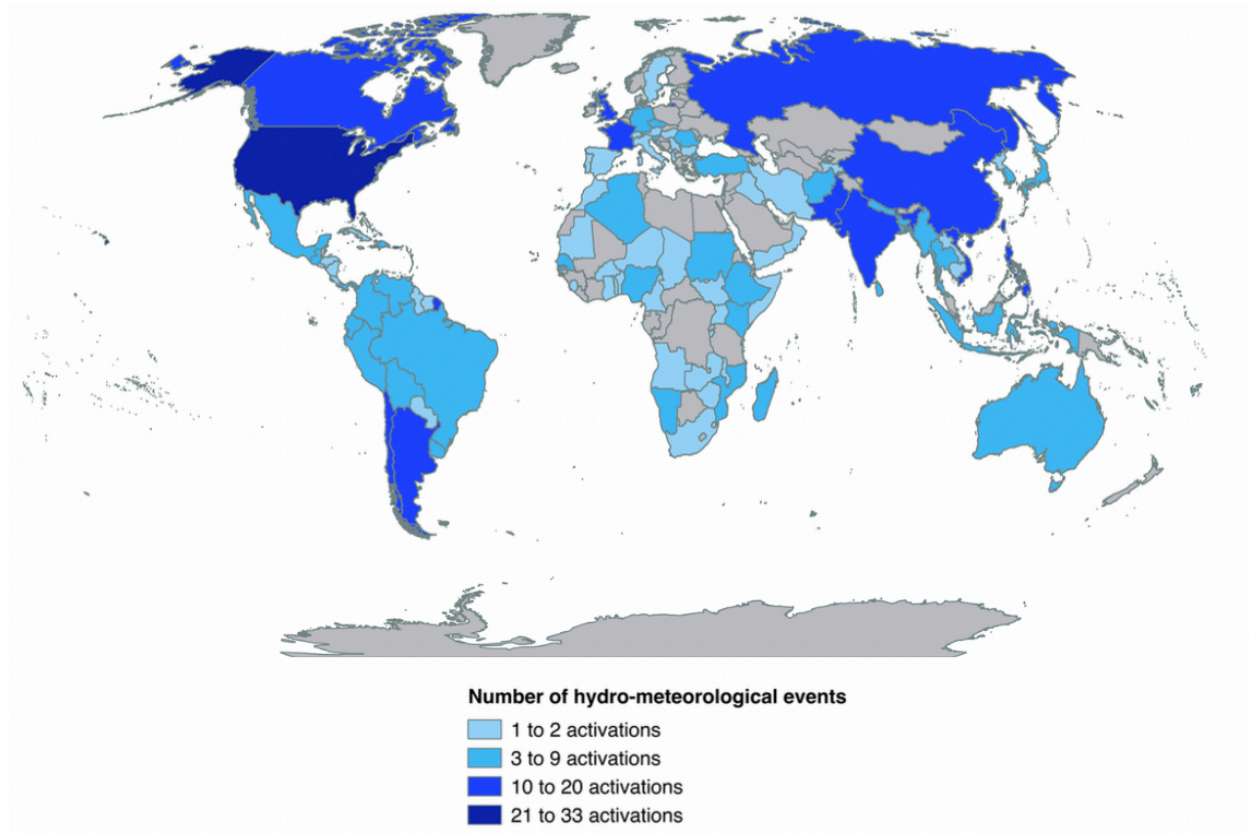 Number of hydro-meteorological events
1 to 2 activations
3 to 9 activations
10 to 20 activations
21 to 33 activations